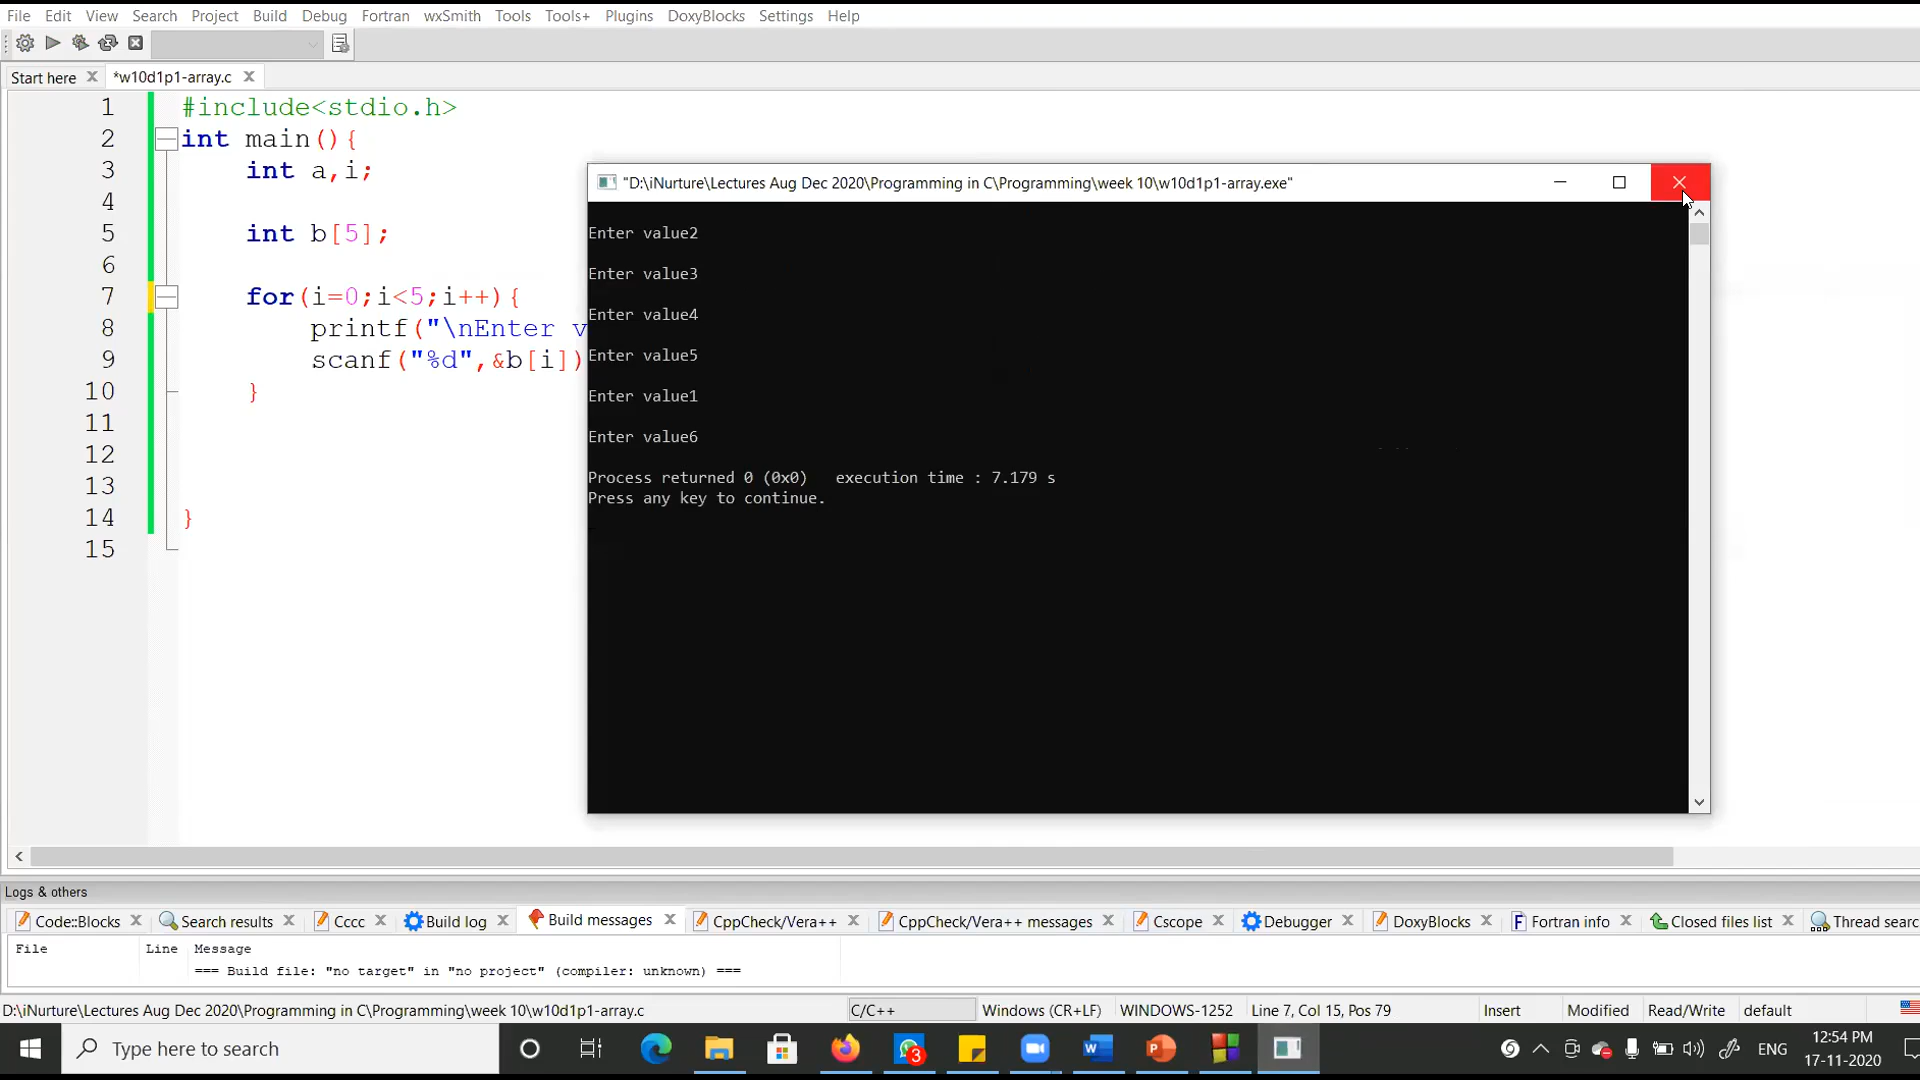 File Edit View Search Project Build Debug Fortran wxSmith Tools Tools+ Plugins DoxyBlocks Settings Help
Start here *w10d1p1-array.c
1 #include<stdio.h>
2 int main(){
3 int a,i;
4
5 int b[5];
6
7 for(i=0;i<5;i++){
8 printf("\nEnter v
9 scanf("%d",&b[i])
10 }
11
12
13
14 }
15
"D:\iNurture\Lectures Aug Dec 2020\Programming in C\Programming\week 10\w10d1p1-array.exe"
Enter value2
Enter value3
Enter value4
Enter value5
Enter value1
Enter value6
Process returned 0 (0x0) execution time : 7.179 s
Press any key to continue.
Logs & others
Code::Blocks Search results Cccc Build log Build messages CppCheck/Vera++ CppCheck/Vera++ messages Cscope Debugger DoxyBlocks Fortran info Closed files list Thread searc
File Line Message
=== Build file: "no target" in "no project" (compiler: unknown) ===
D:\iNurture\Lectures Aug Dec 2020\Programming in C\Programming\week 10\w10d1p1-array.c C/C++ Windows (CR+LF) WINDOWS-1252 Line 7, Col 15, Pos 79 Insert Modified Read/Write default
Type here to search 3 ENG 12:54 PM
17-11-2020